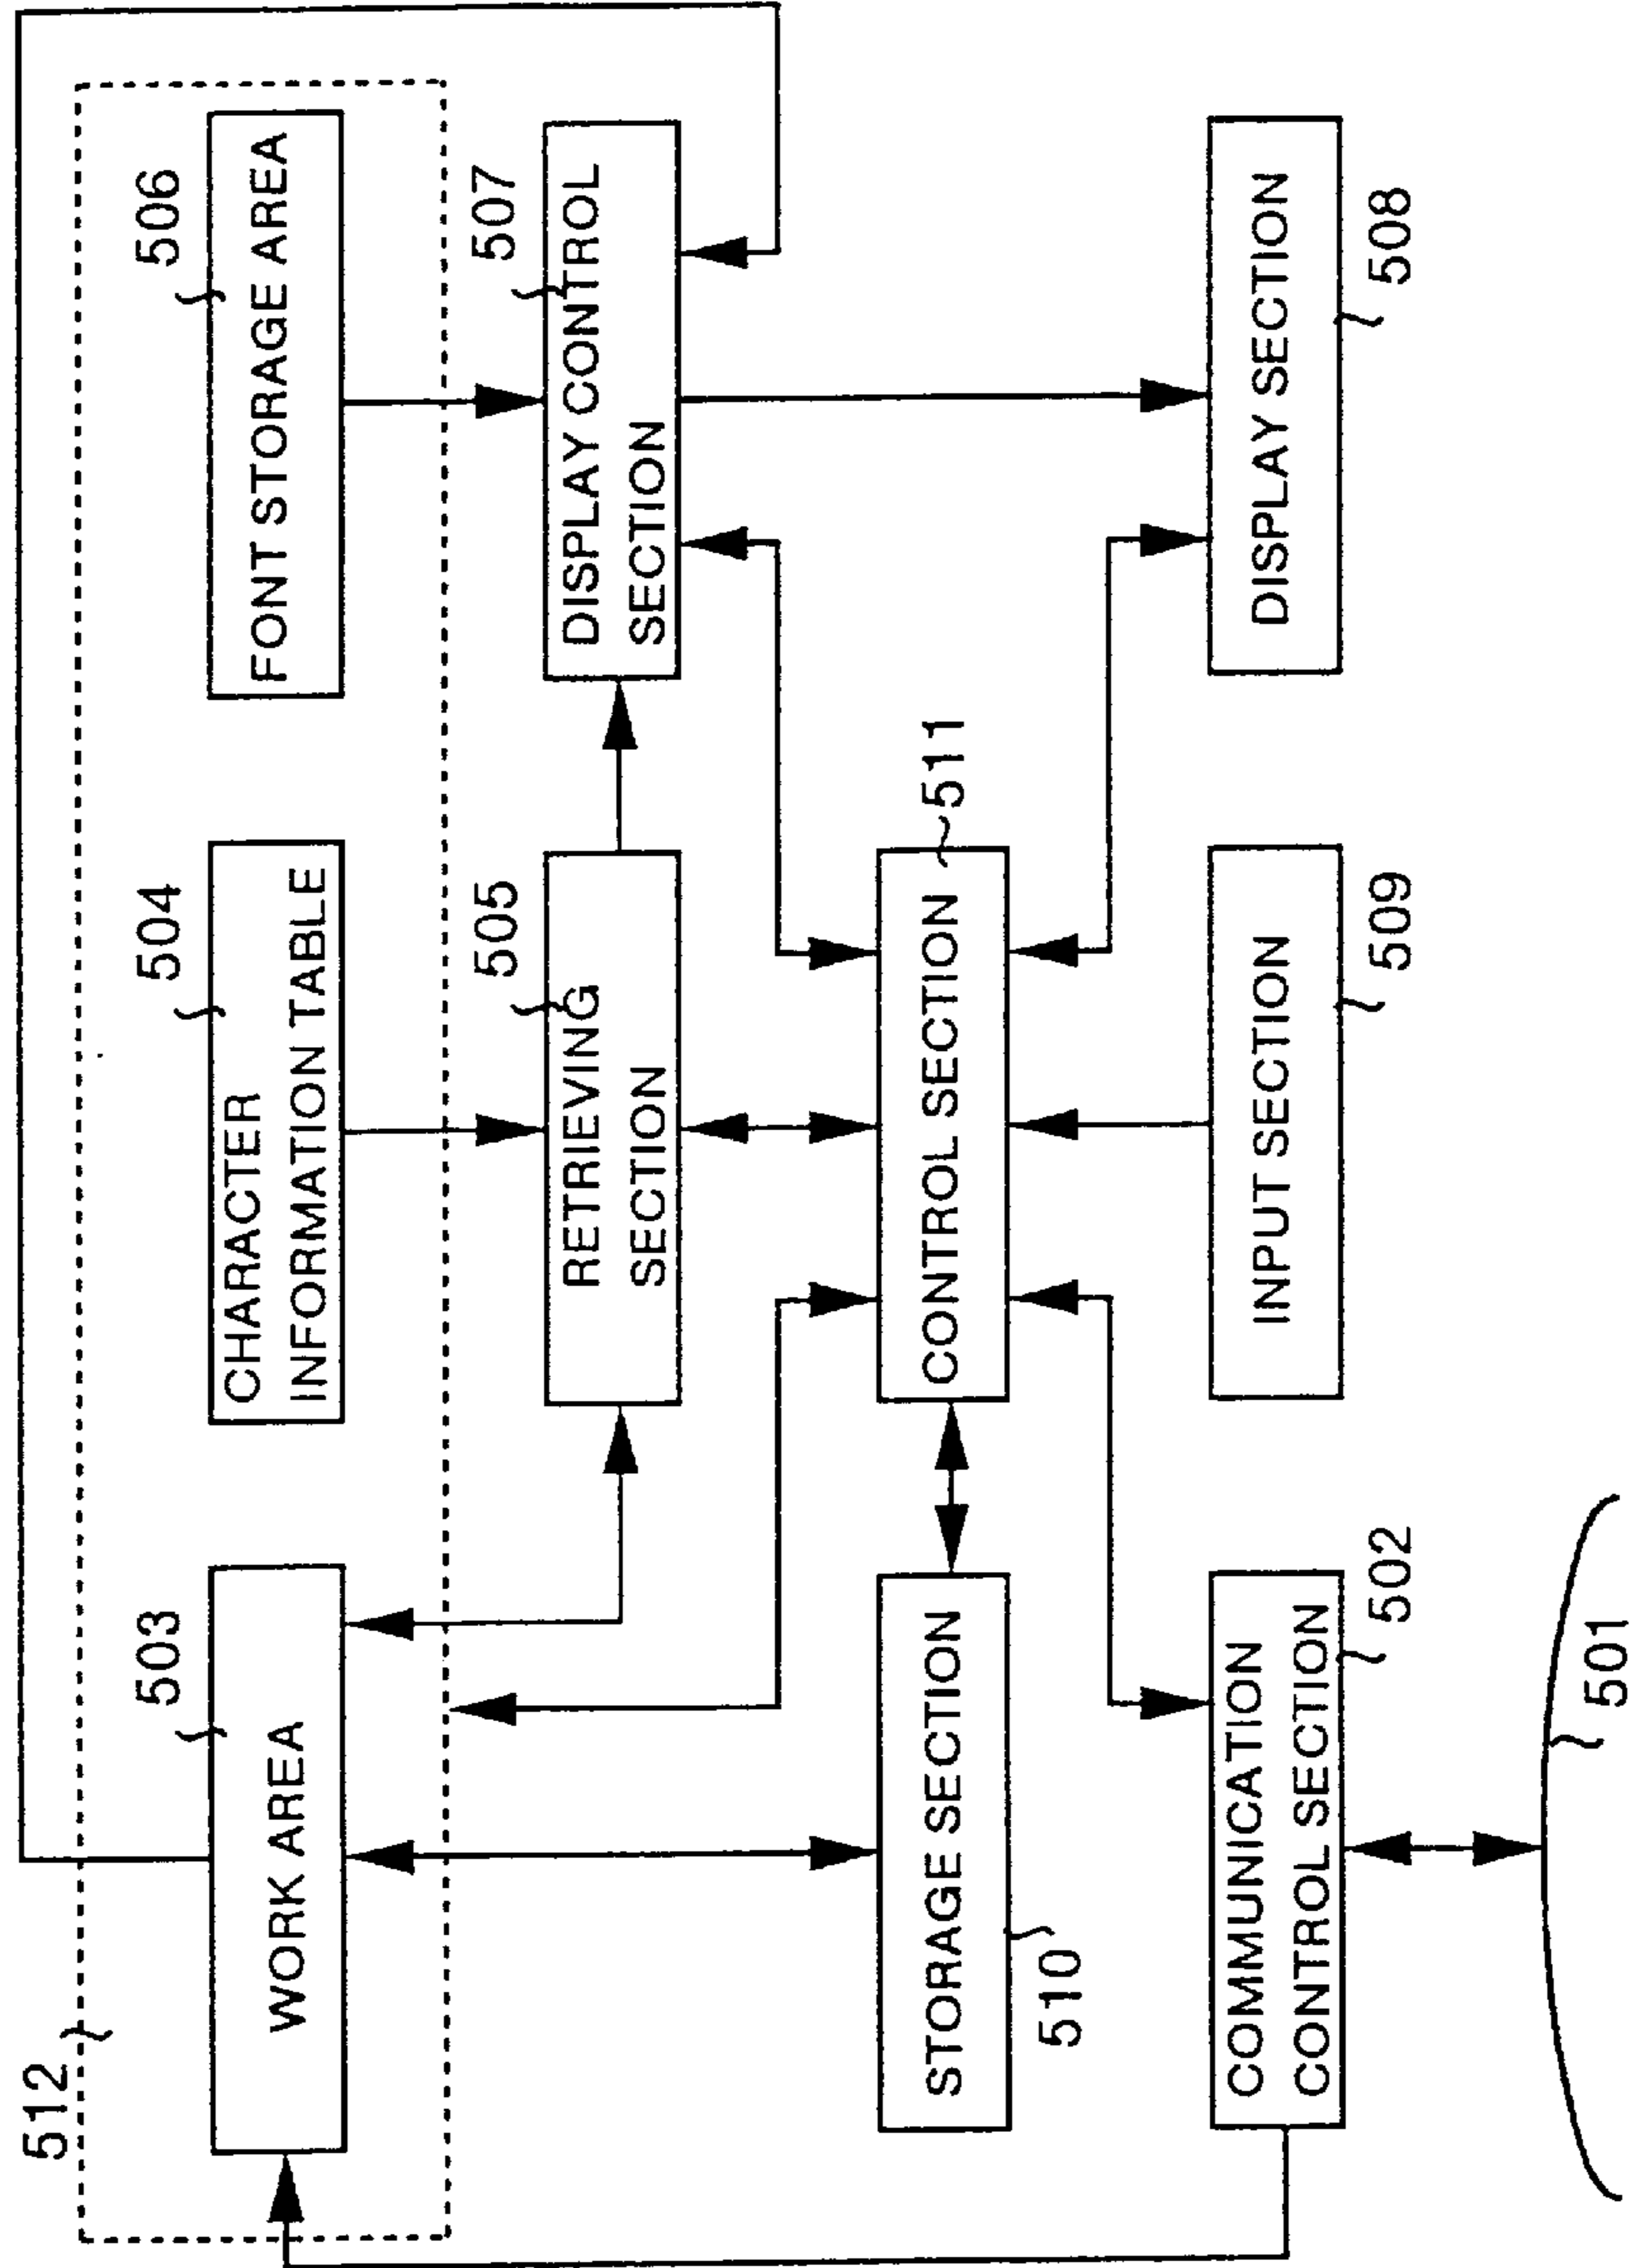 512
503
WORK AREA
504
CHARACTER
INFORMATION TABLE
506
FONT STORAGE AREA
505
RETRIEVING
SECTION
507
DISPLAY CONTROL
SECTION
STORAGE SECTION
510
CONTROL SECTION
511
COMMUNICATION
CONTROL SECTION
502
INPUT SECTION
509
DISPLAY SECTION
508
501